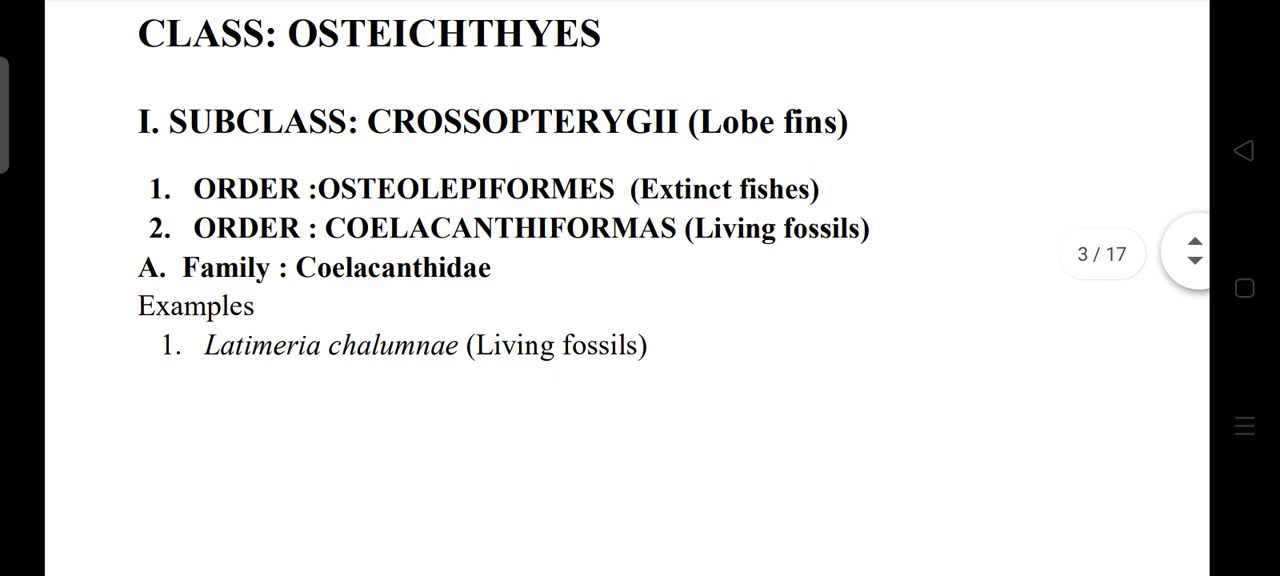 CLASS: OSTEICHTHYES
I. SUBCLASS: CROSSOPTERYGII (Lobe fins)
1. ORDER :OSTEOLEPIFORMES (Extinct fishes)
2. ORDER : COELACANTHIFORMAS (Living fossils)
A. Family : Coelacanthidae
Examples
1. Latimeria chalumnae (Living fossils)
3 / 17